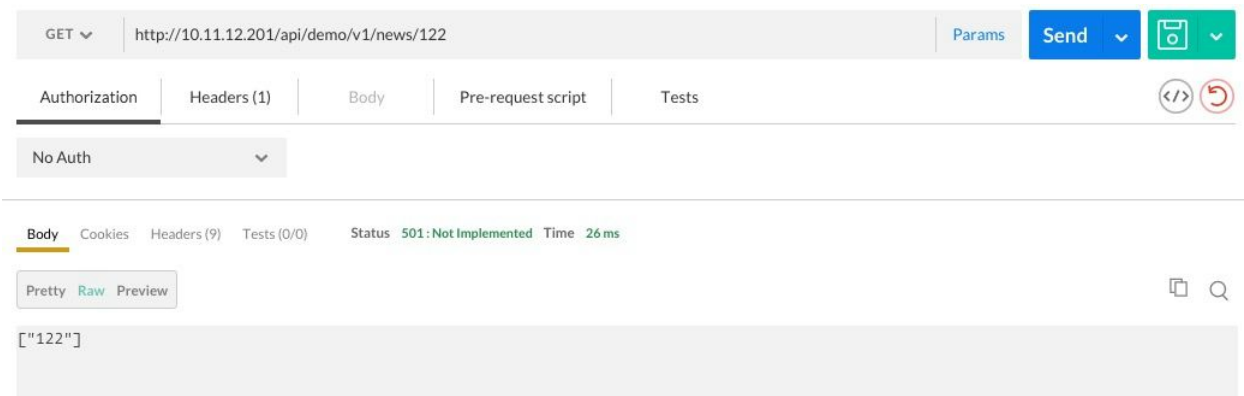 GET http://10.11.12.201/api/demo/v1/news/122 Params Send
Authorization Headers (1) Body Pre-request script Tests </>
No Auth
Body Cookies Headers (9) Tests (0/0) Status 501 : Not Implemented Time 26 ms
Pretty Raw Preview
["122"]